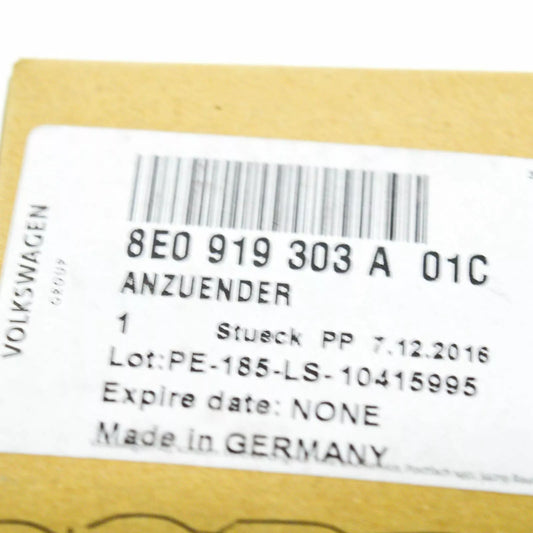 VOLKSWAGEN
GROUP
8E0 919 303 A 01C
ANZUENDER
1 Stueck PP 7.12.2016
Lot:PE-185-LS-10415995
Expire date: NONE
Made in GERMANY